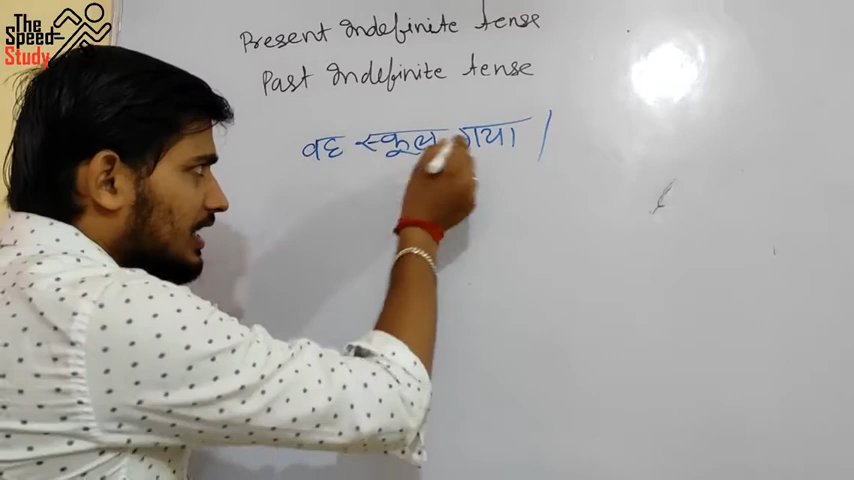 The
Speed
Study
Present Indefinite Tense
Past Indefinite Tense
वह स्कूल गया /